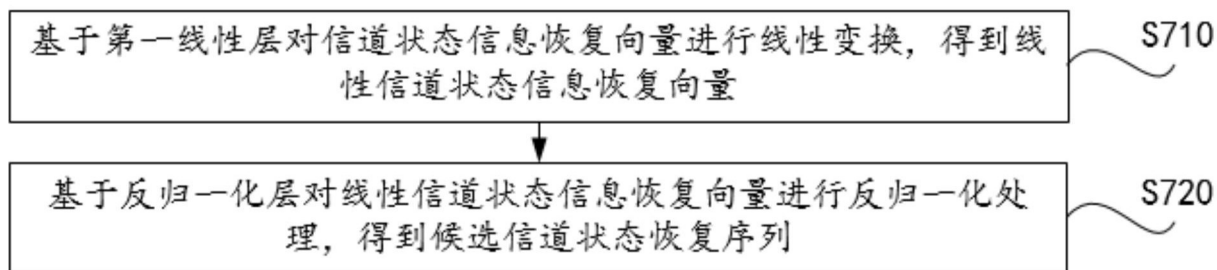 基于第一线性层对信道状态信息恢复向量进行线性变换，得到线
性信道状态信息恢复向量
S710
基于反归一化层对线性信道状态信息恢复向量进行反归一化处
理，得到候选信道状态恢复序列
S720